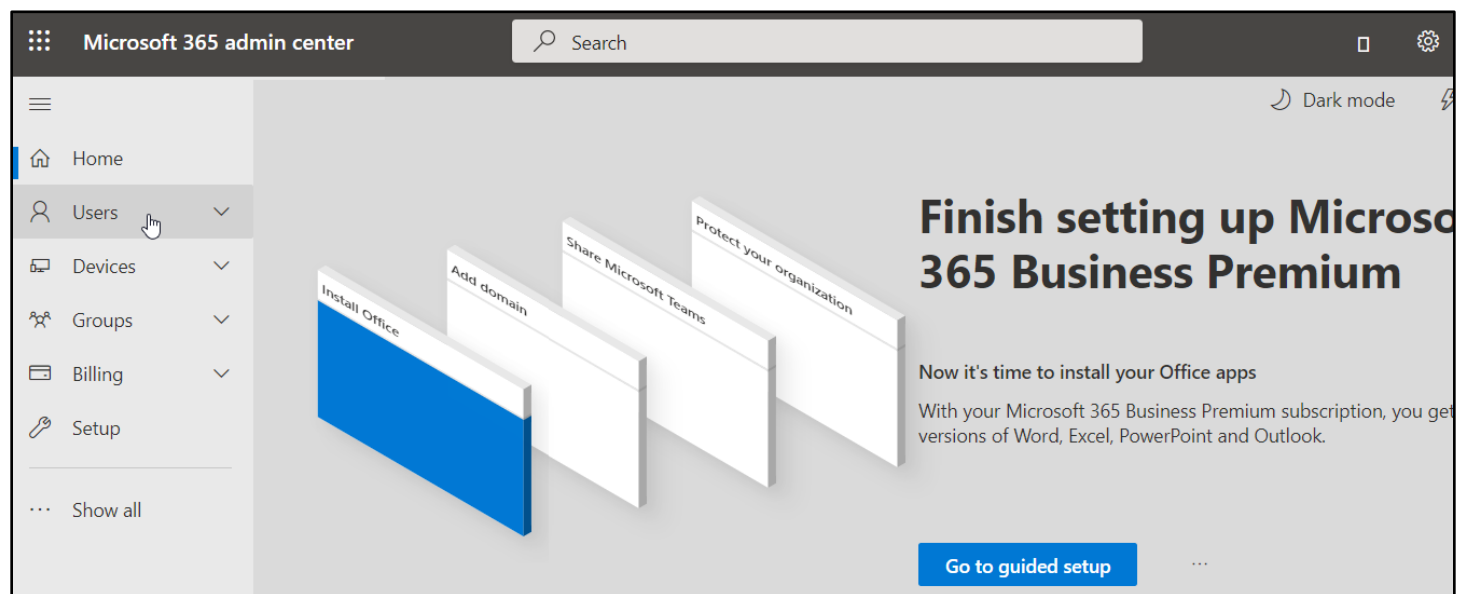 Microsoft 365 admin center
Search
Dark mode
Home
Users
Devices
Groups
Billing
Setup
... Show all
Install Office
Add domain
Share Microsoft Teams
Protect your organization
Finish setting up Microso
365 Business Premium
Now it's time to install your Office apps
With your Microsoft 365 Business Premium subscription, you get
versions of Word, Excel, PowerPoint and Outlook.
Go to guided setup
...